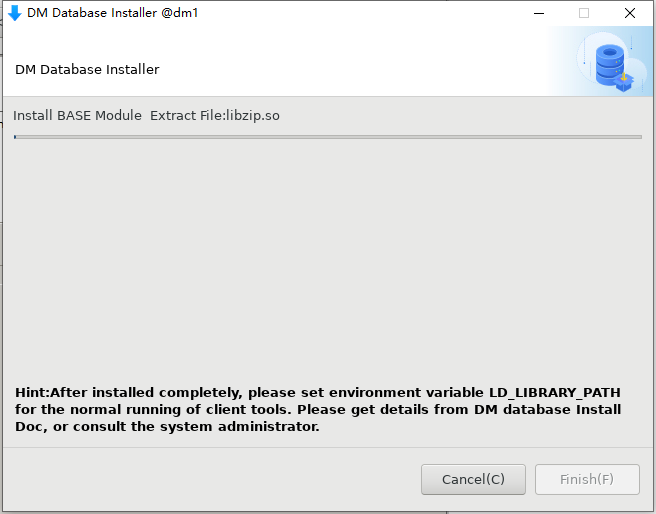 DM Database Installer @dm1
DM Database Installer
Install BASE Module  Extract File:libzip.so
Hint:After installed completely, please set environment variable LD_LIBRARY_PATH
for the normal running of client tools. Please get details from DM database Install
Doc, or consult the system administrator.
Cancel(C)
Finish(F)